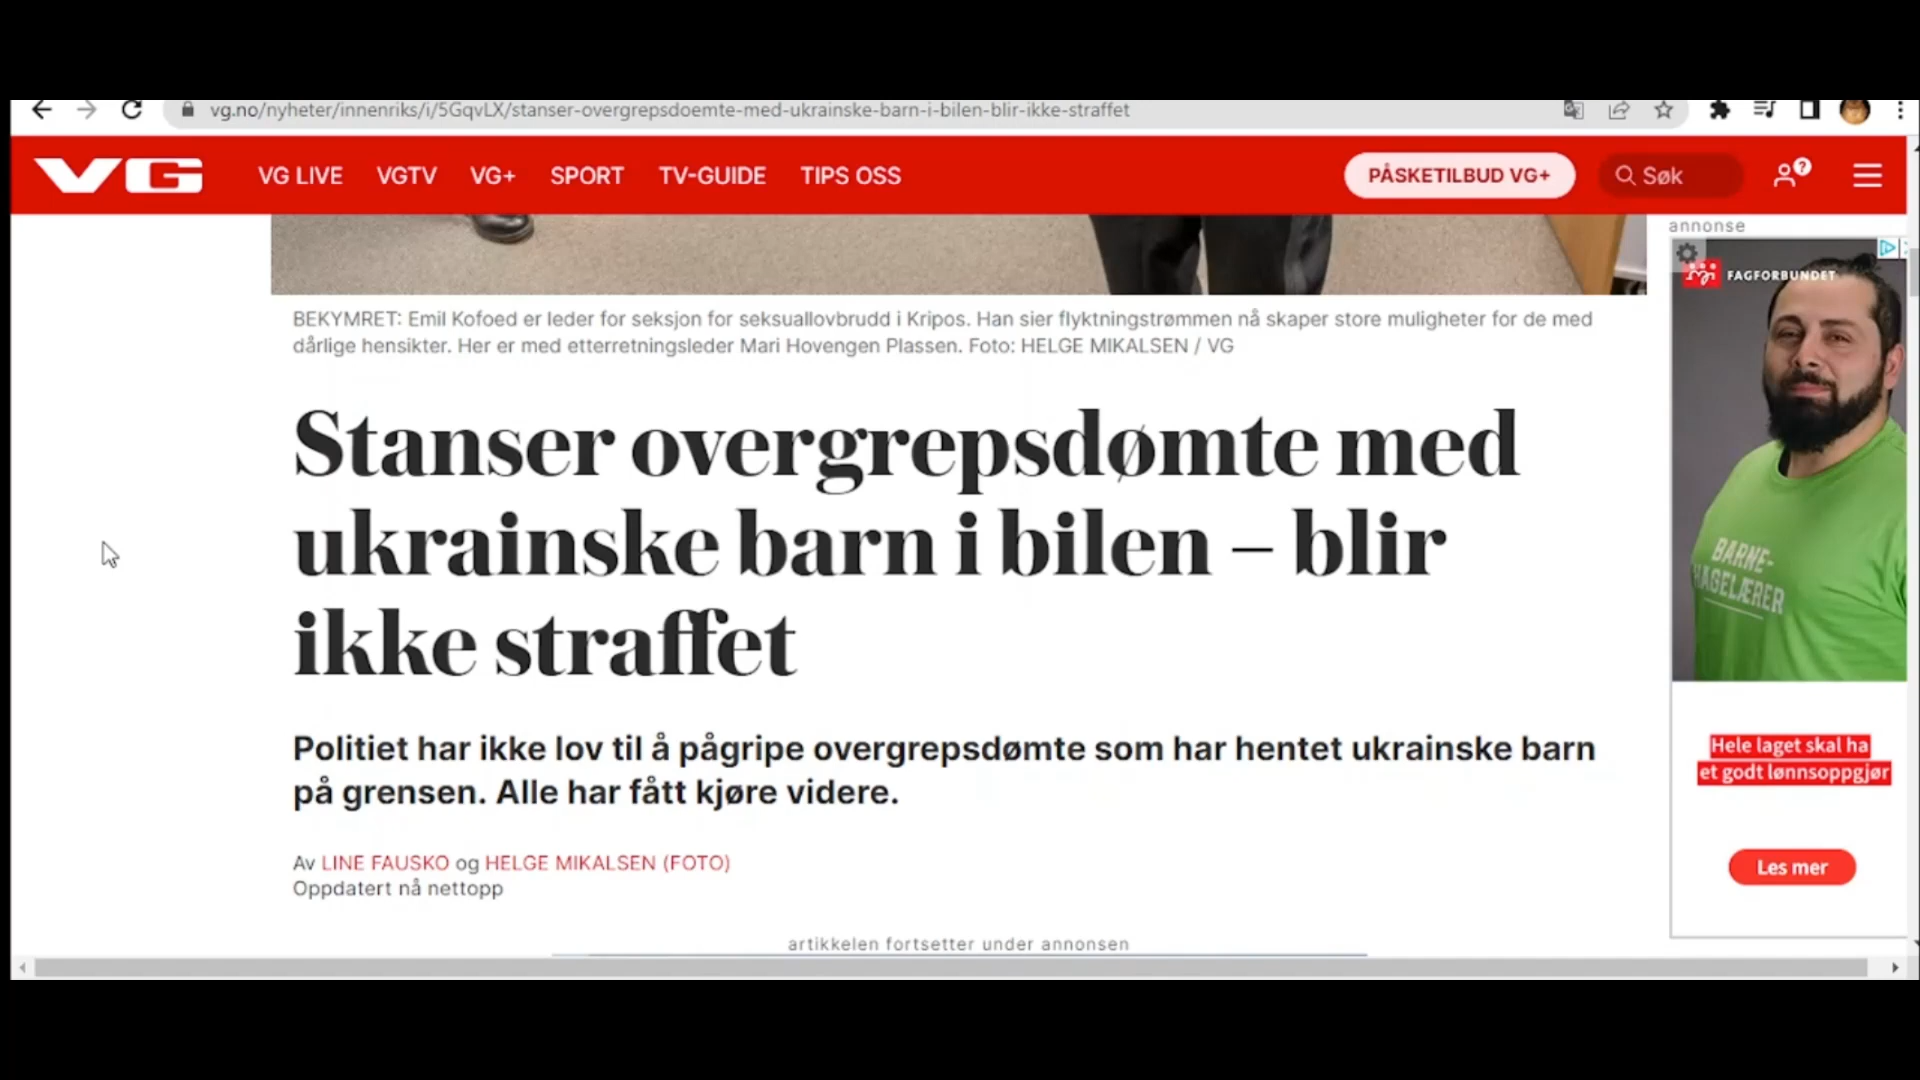 vg.no/nyheter/innenriks/i/5GqvLX/stanser-overgrepsdoemte-med-ukrainske-barn-i-bilen-blir-ikke-straffet
VG
VG LIVE VGTV VG+ SPORT TV-GUIDE TIPS OSS
PÅSKETILBUD VG+
Søk
?
annonse
FAGFORBUNDET
BEKYMRET: Emil Kofoed er leder for seksjon for seksuallovbrudd i Kripos. Han sier flyktningstrømmen nå skaper store muligheter for de med
dårlige hensikter. Her er med etterretningsleder Mari Hovengen Plassen. Foto: HELGE MIKALSEN / VG
Stanser overgrepsdømte med
ukrainske barn i bilen – blir
ikke straffet
Politiet har ikke lov til å pågripe overgrepsdømte som har hentet ukrainske barn
på grensen. Alle har fått kjøre videre.
Av LINE FAUSKO og HELGE MIKALSEN (FOTO)
Oppdatert nå nettopp
artikkelen fortsetter under annonsen
BARNE-
HAGELÆRER
Hele laget skal ha
et godt lønnsoppgjør
Les mer